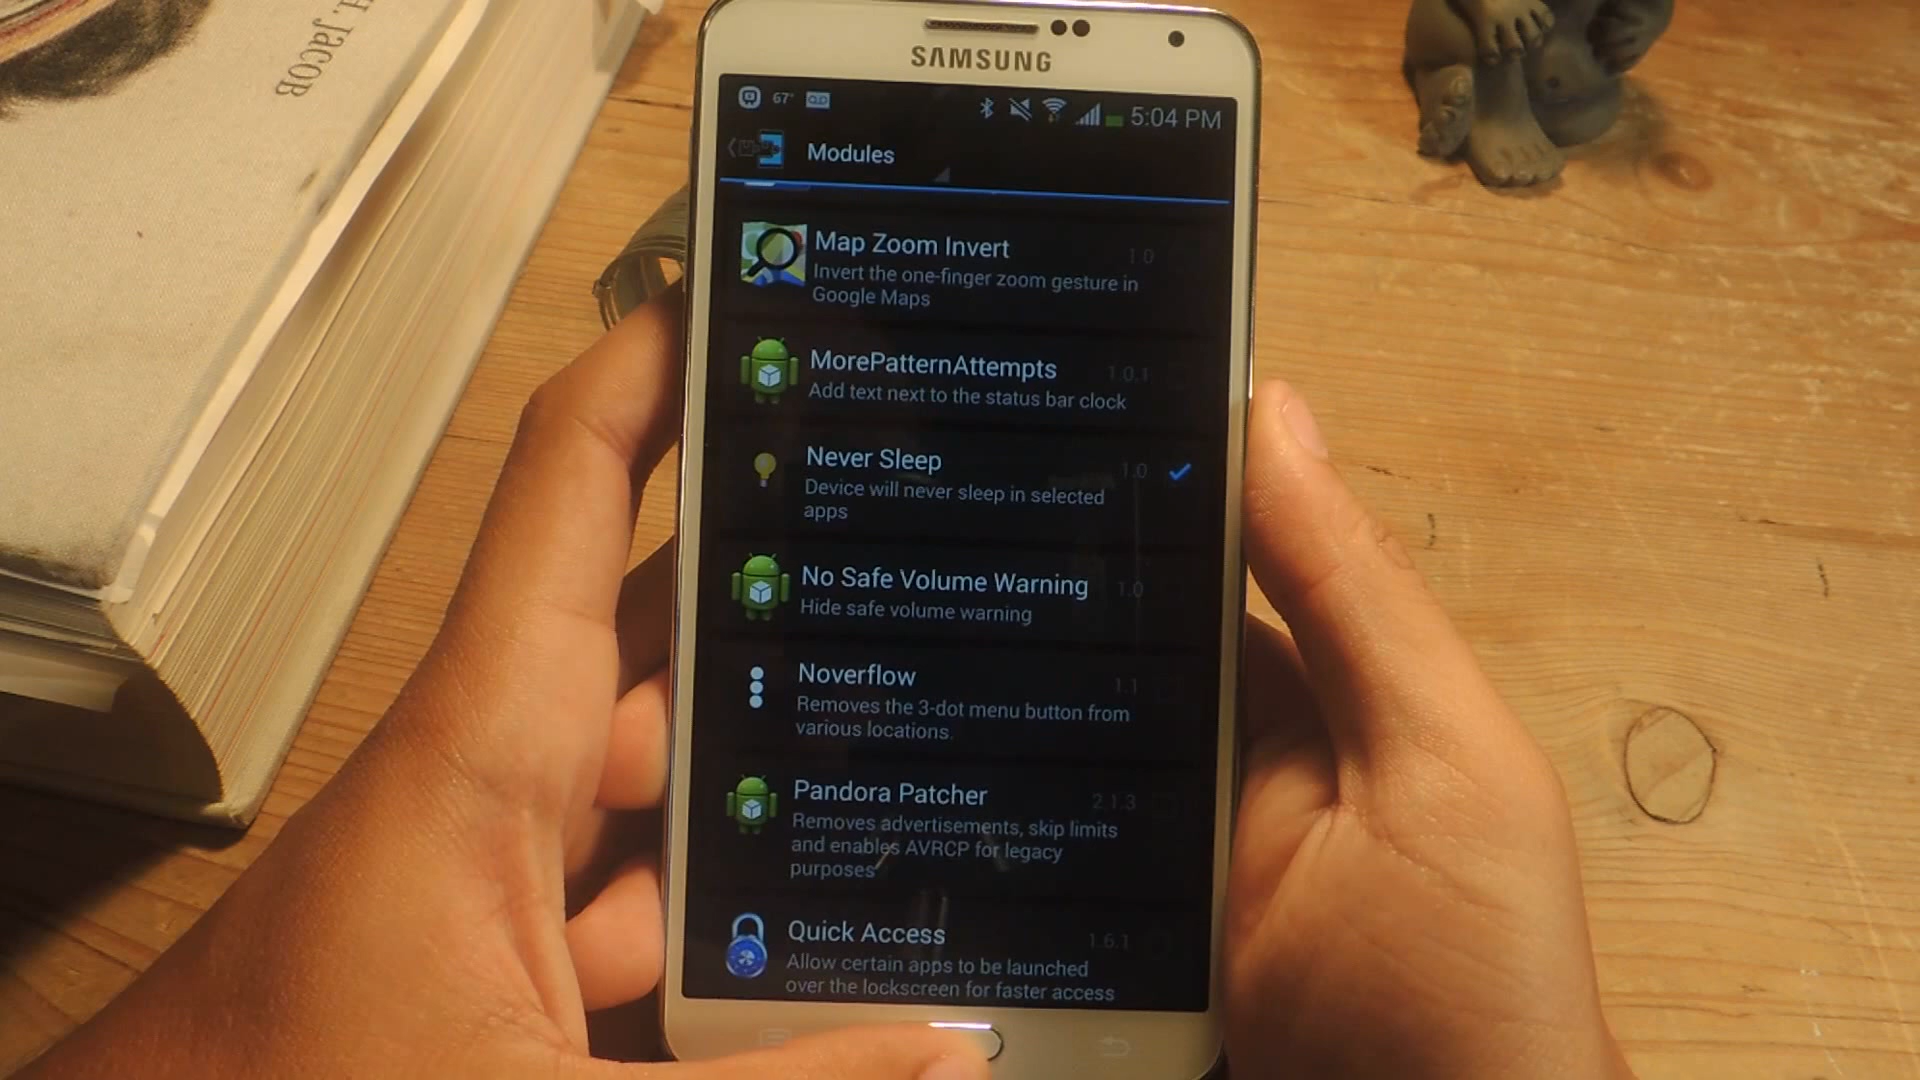 H. JACOB
SAMSUNG
67°
5:04 PM
Modules
Map Zoom Invert 1.0
Invert the one-finger zoom gesture in
Google Maps
MorePatternAttempts 1.0.1
Add text next to the status bar clock
Never Sleep 1.0
Device will never sleep in selected
apps
No Safe Volume Warning 1.0
Hide safe volume warning
Noverflow 1.1
Removes the 3-dot menu button from
various locations.
Pandora Patcher 2.1.3
Removes advertisements, skip limits
and enables AVRCP for legacy
purposes
Quick Access 1.6.1
Allow certain apps to be launched
over the lockscreen for faster access